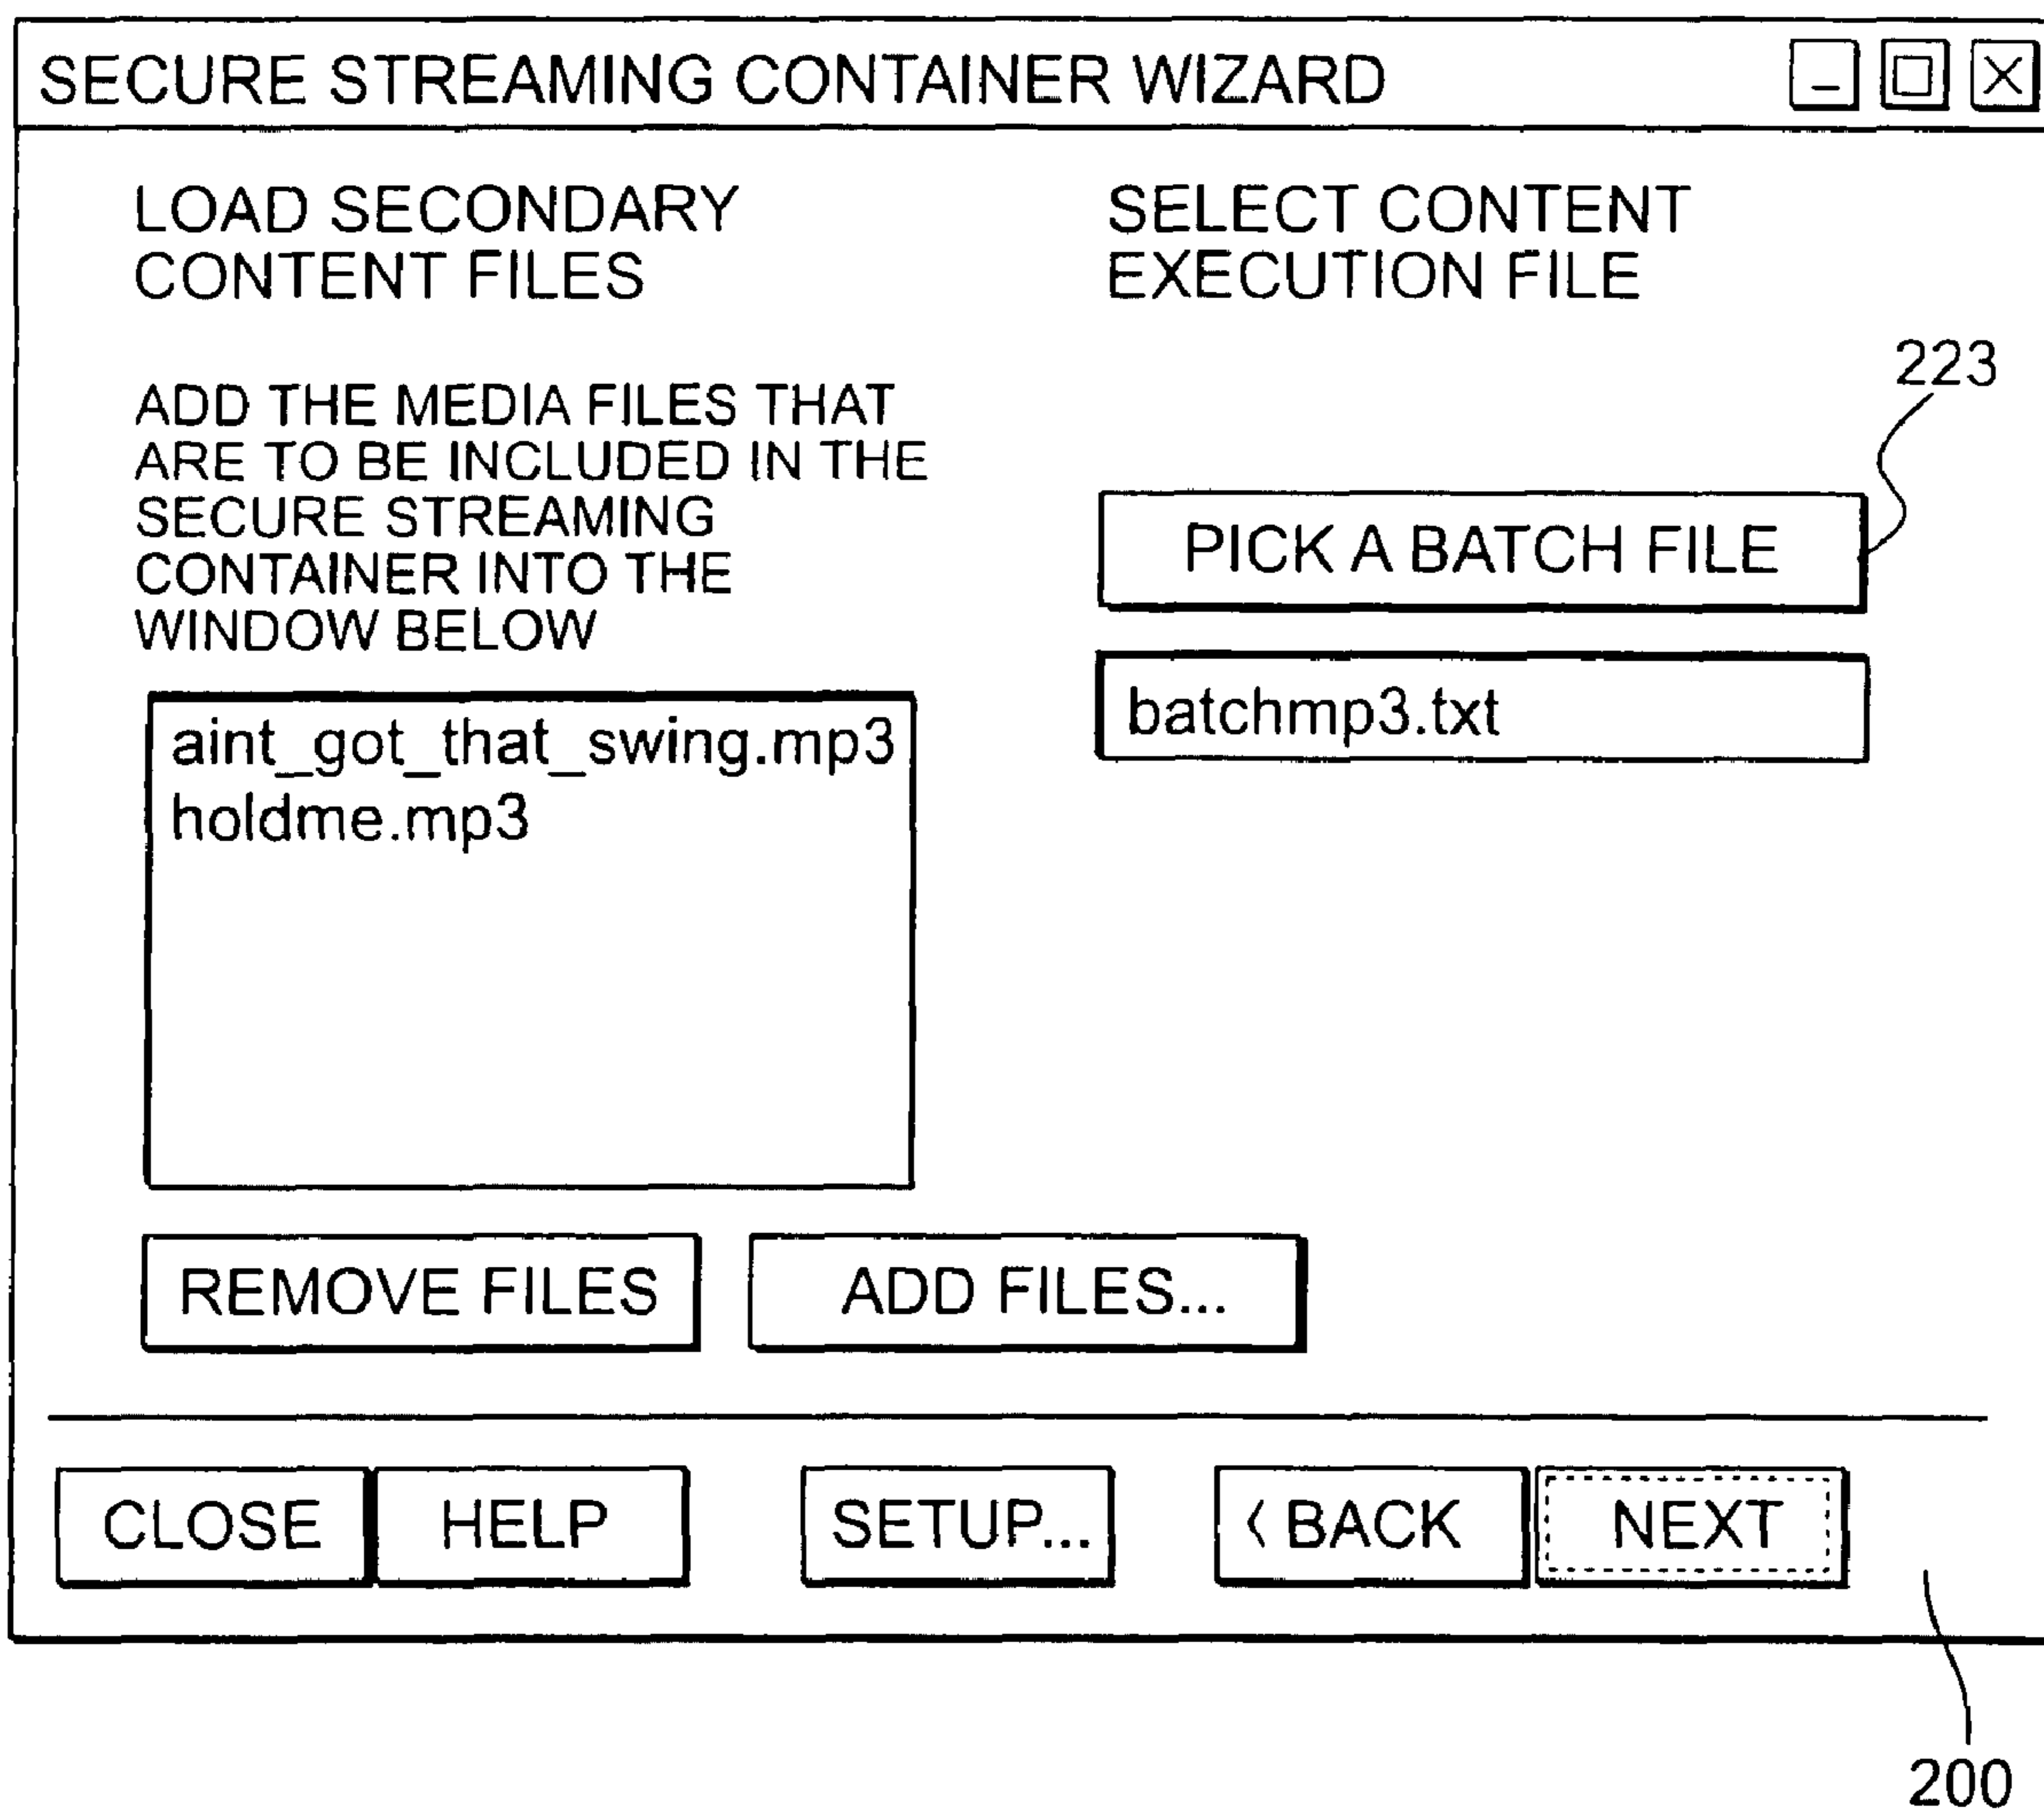 SECURE STREAMING CONTAINER WIZARD
LOAD SECONDARY
CONTENT FILES
ADD THE MEDIA FILES THAT
ARE TO BE INCLUDED IN THE
SECURE STREAMING
CONTAINER INTO THE
WINDOW BELOW
aint_got_that_swing.mp3
holdme.mp3
REMOVE FILES
ADD FILES...
SELECT CONTENT
EXECUTION FILE
223
PICK A BATCH FILE
batchmp3.txt
CLOSE
HELP
SETUP...
< BACK
NEXT
200